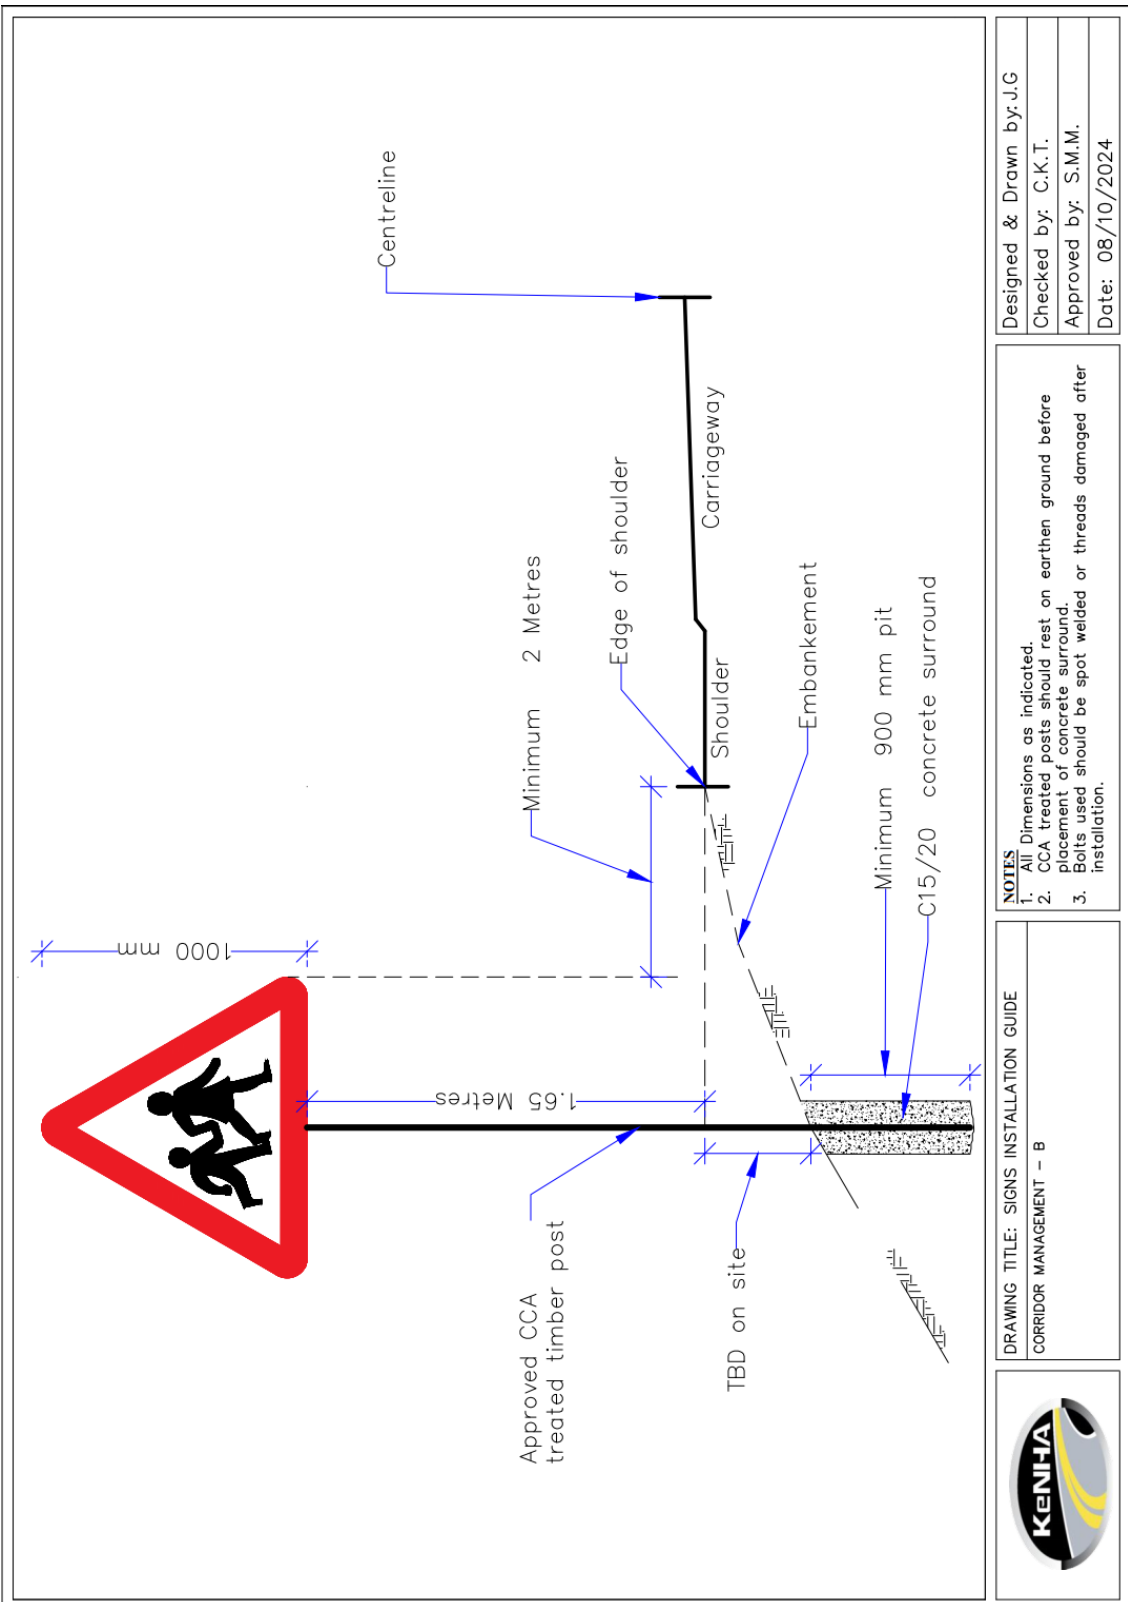 1000 mm
Centreline
Minimum 2 Metres
Edge of shoulder
Carriageway
Shoulder
1.65 Metres
Approved CCA
treated timber post
TBD on site
Embankement
Minimum 900 mm pit
C15/20 concrete surround
KeNHA
DRAWING TITLE: SIGNS INSTALLATION GUIDE
CORRIDOR MANAGEMENT - B
NOTES
1. All Dimensions as indicated.
2. CCA treated posts should rest on earthen ground before
placement of concrete surround.
3. Bolts used should be spot welded or threads damaged after
installation.
Designed & Drawn by: J.G
Checked by: C.K.T.
Approved by: S.M.M.
Date: 08/10/2024